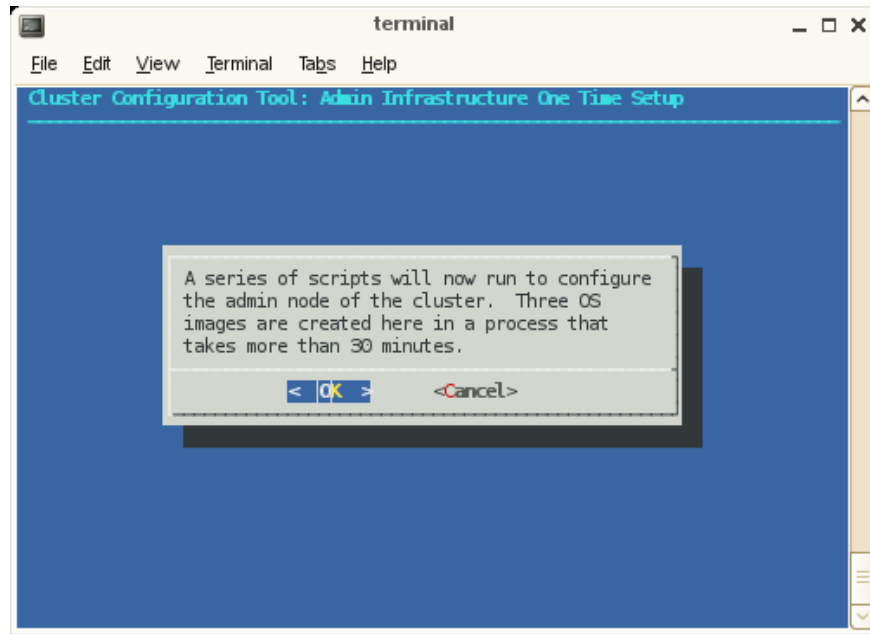 terminal
File Edit View Terminal Tabs Help
Cluster Configuration Tool: Admin Infrastructure One Time Setup
A series of scripts will now run to configure
the admin node of the cluster.  Three OS
images are created here in a process that
takes more than 30 minutes.
<  OK  > <Cancel>